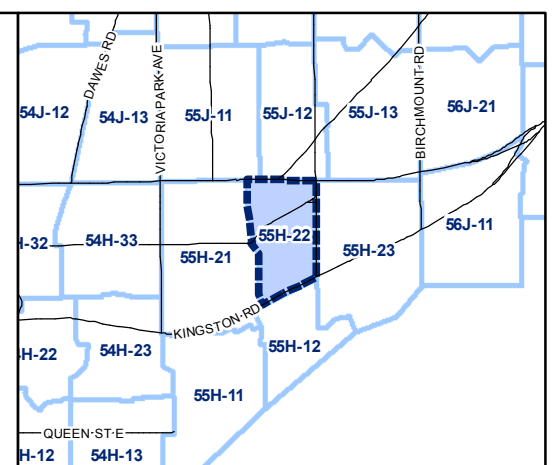 DAWES RD
VICTORIA PARK AVE
BIRCHMOUNT RD
54J-12
54J-13
55J-11
55J-12
55J-13
56J-21
H-32
54H-33
55H-21
55H-22
55H-23
56J-11
KINGSTON RD
H-22
54H-23
55H-12
55H-11
QUEEN ST E
H-12
54H-13